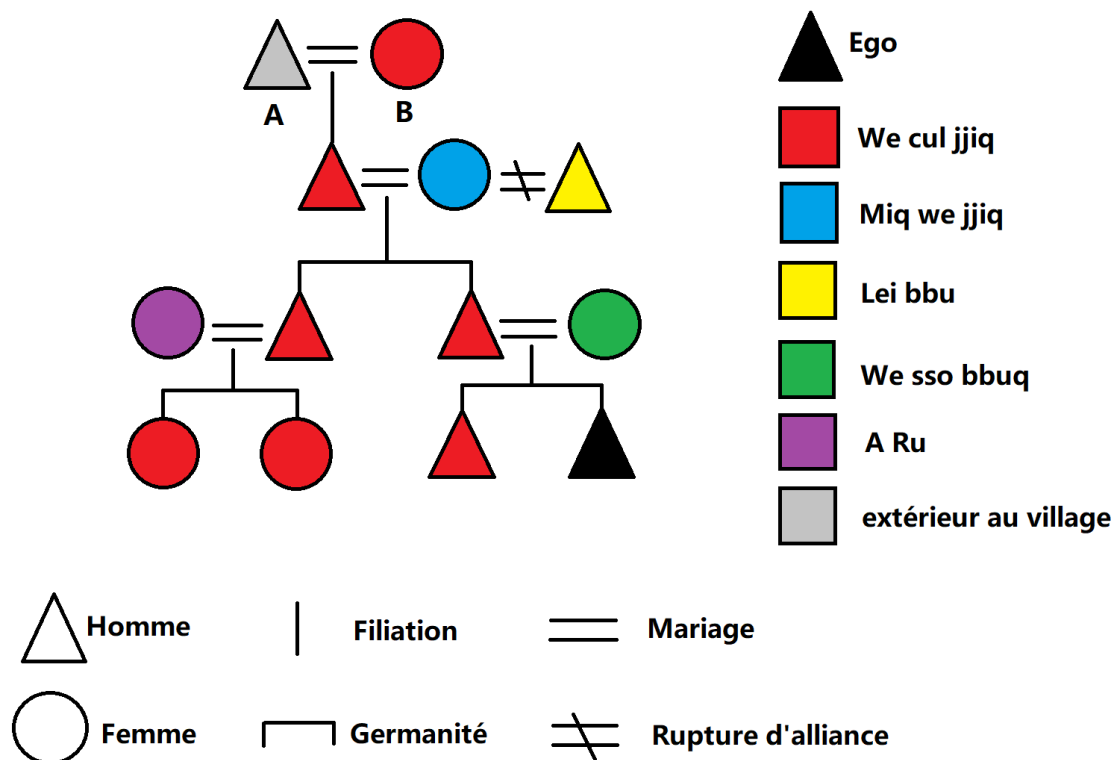 A
B
Ego
We cul jjiq
Miq we jjiq
Lei bbu
We sso bbuq
A Ru
extérieur au village
Homme
Filiation
Mariage
Femme
Germanité
Rupture d'alliance